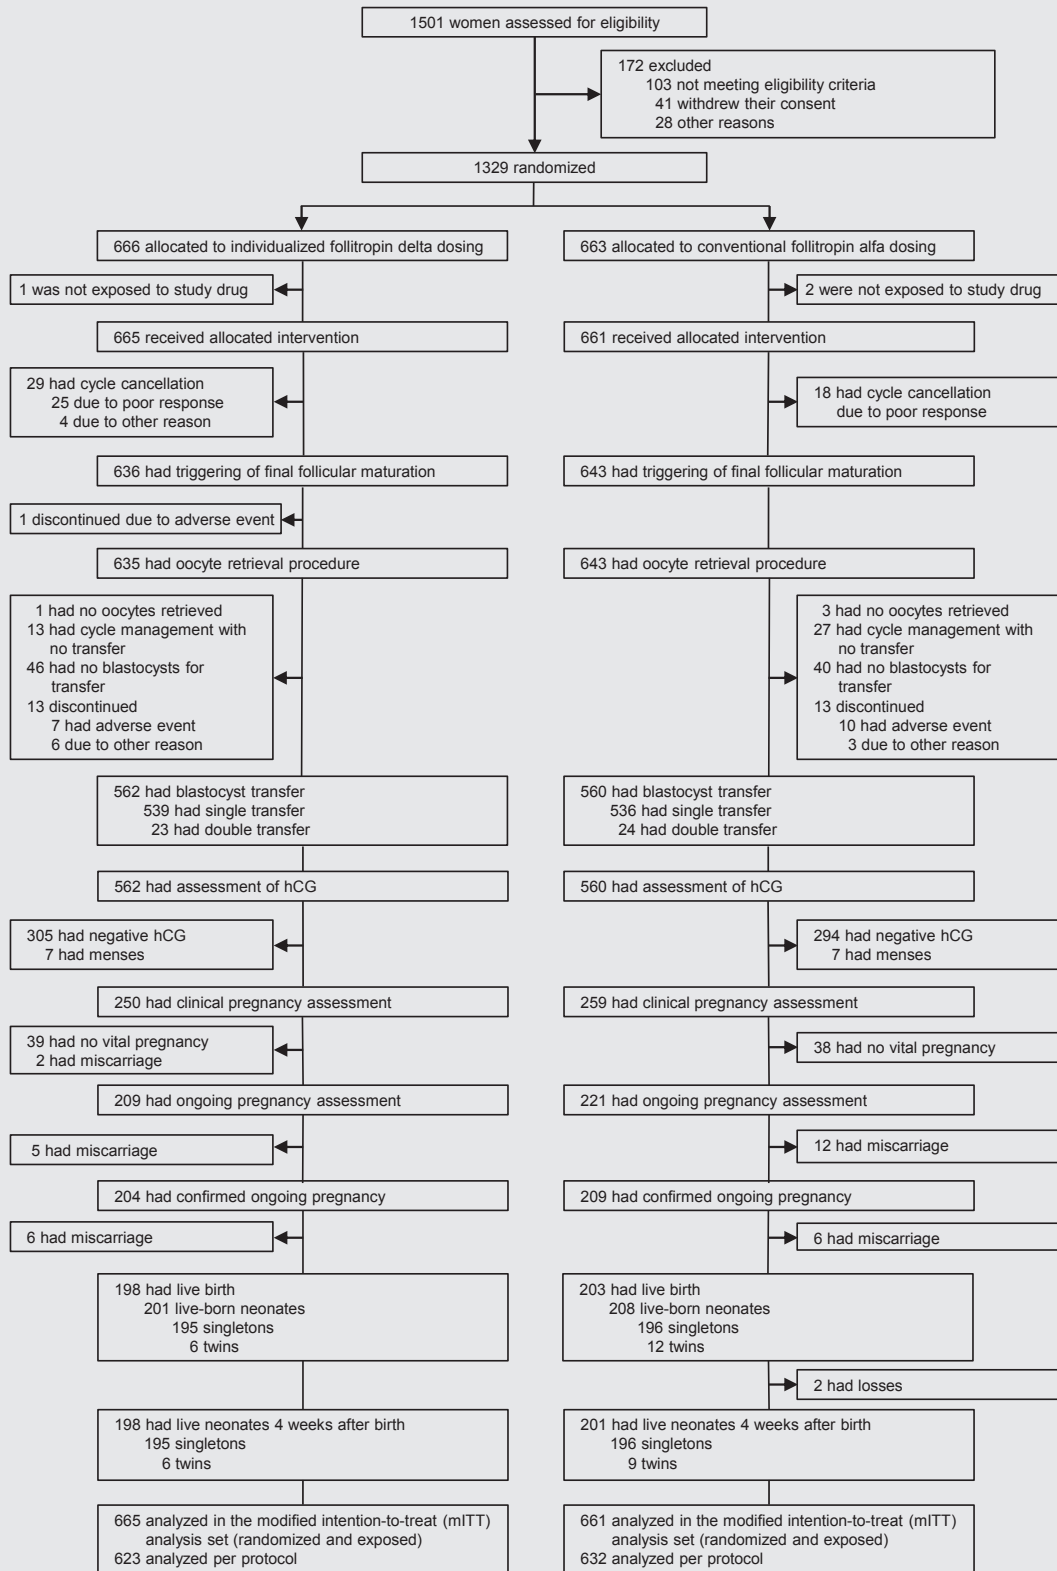 1501 women assessed for eligibility
172 excluded
103 not meeting eligibility criteria
41 withdrew their consent
28 other reasons
1329 randomized
666 allocated to individualized follitropin delta dosing
663 allocated to conventional follitropin alfa dosing
1 was not exposed to study drug
2 were not exposed to study drug
665 received allocated intervention
661 received allocated intervention
29 had cycle cancellation
25 due to poor response
4 due to other reason
18 had cycle cancellation
due to poor response
636 had triggering of final follicular maturation
643 had triggering of final follicular maturation
1 discontinued due to adverse event
635 had oocyte retrieval procedure
643 had oocyte retrieval procedure
1 had no oocytes retrieved
13 had cycle management with
no transfer
46 had no blastocysts for
transfer
13 discontinued
7 had adverse event
6 due to other reason
3 had no oocytes retrieved
27 had cycle management with
no transfer
40 had no blastocysts for
transfer
13 discontinued
10 had adverse event
3 due to other reason
562 had blastocyst transfer
539 had single transfer
23 had double transfer
560 had blastocyst transfer
536 had single transfer
24 had double transfer
562 had assessment of hCG
560 had assessment of hCG
305 had negative hCG
7 had menses
294 had negative hCG
7 had menses
250 had clinical pregnancy assessment
259 had clinical pregnancy assessment
39 had no vital pregnancy
2 had miscarriage
38 had no vital pregnancy
209 had ongoing pregnancy assessment
221 had ongoing pregnancy assessment
5 had miscarriage
12 had miscarriage
204 had confirmed ongoing pregnancy
209 had confirmed ongoing pregnancy
6 had miscarriage
6 had miscarriage
198 had live birth
201 live-born neonates
195 singletons
6 twins
203 had live birth
208 live-born neonates
196 singletons
12 twins
2 had losses
198 had live neonates 4 weeks after birth
195 singletons
6 twins
201 had live neonates 4 weeks after birth
196 singletons
9 twins
665 analyzed in the modified intention-to-treat (mITT)
analysis set (randomized and exposed)
623 analyzed per protocol
661 analyzed in the modified intention-to-treat (mITT)
analysis set (randomized and exposed)
632 analyzed per protocol